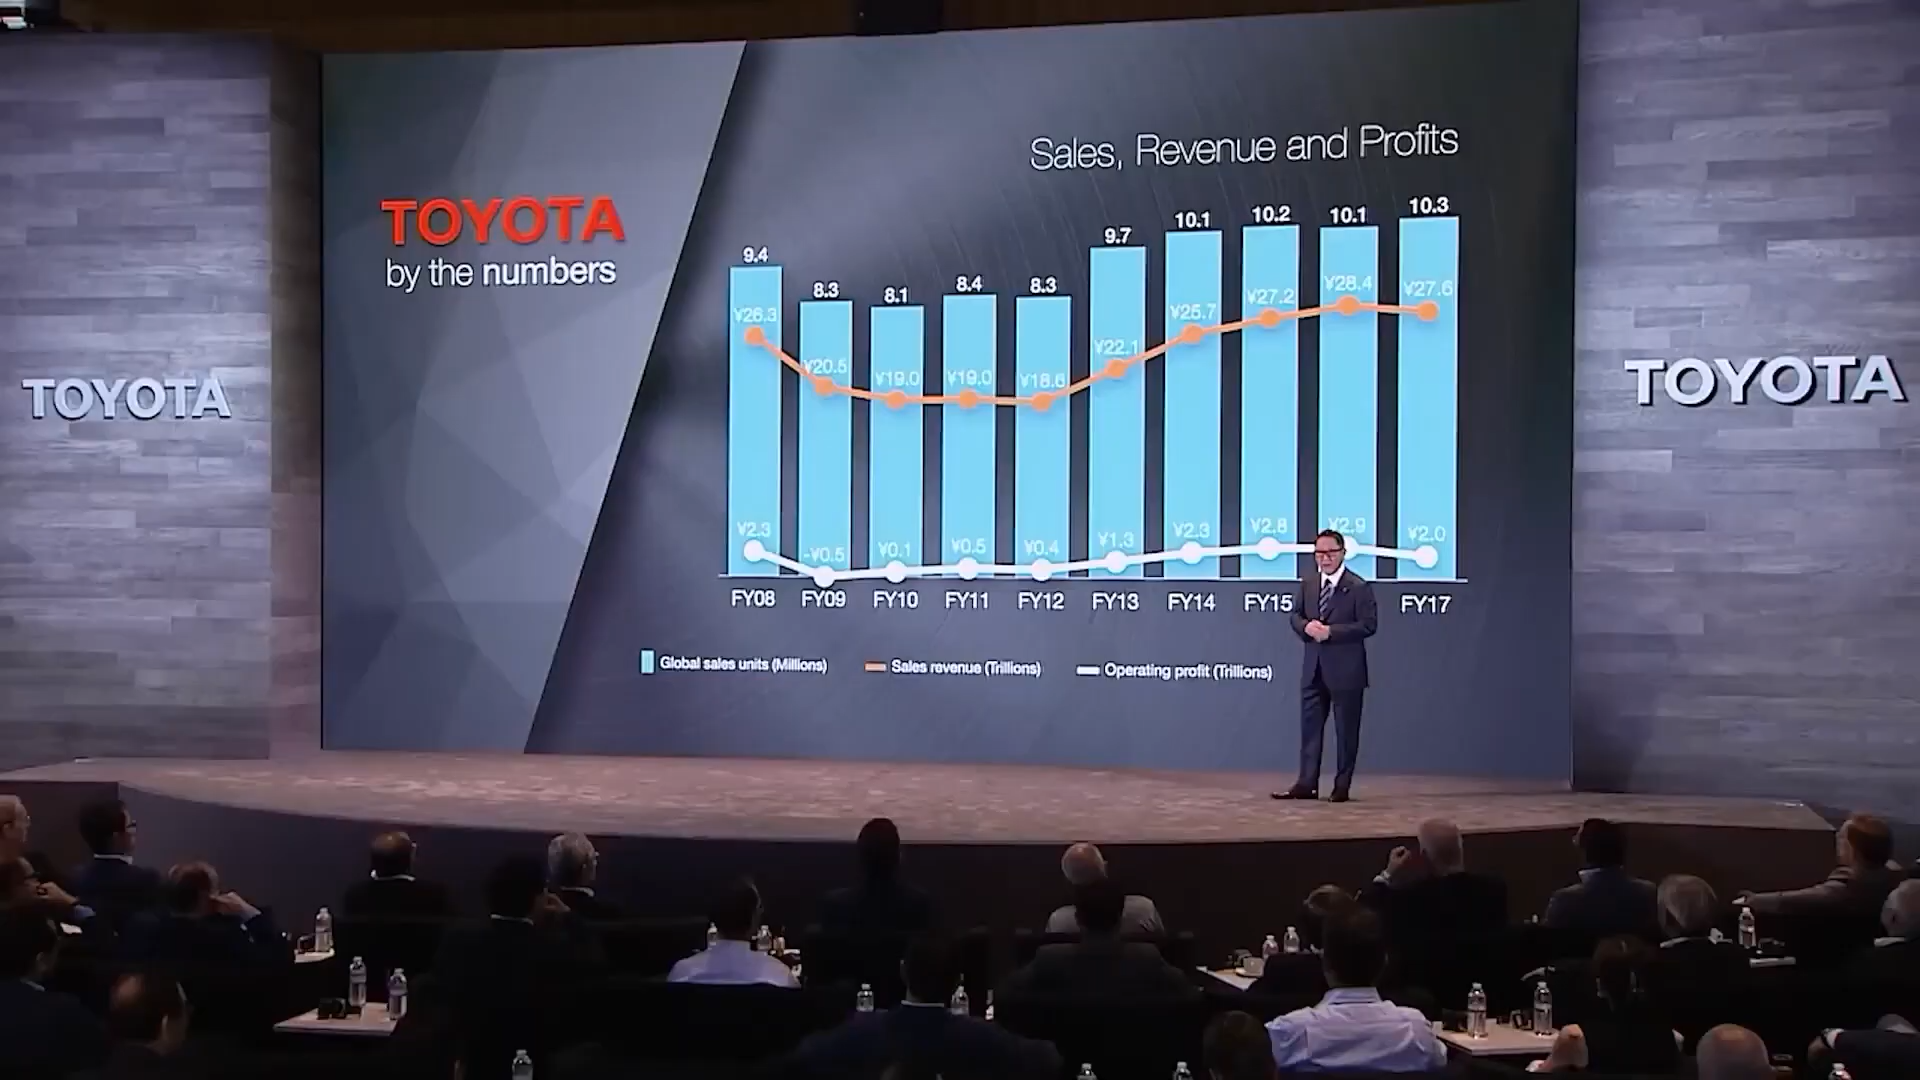 TOYOTA
by the numbers
Sales, Revenue and Profits
9.4 8.3 8.1 8.4 8.3 9.7 10.1 10.2 10.1 10.3
¥26.3 ¥20.5 ¥19.0 ¥19.0 ¥18.6 ¥22.1 ¥25.7 ¥27.2 ¥28.4 ¥27.6
¥2.3 -¥0.5 ¥0.1 ¥0.5 ¥0.4 ¥1.3 ¥2.3 ¥2.8 ¥2.9 ¥2.0
FY08 FY09 FY10 FY11 FY12 FY13 FY14 FY15 FY17
Global sales units (Millions) Sales revenue (Trillions) Operating profit (Trillions)
TOYOTA
TOYOTA